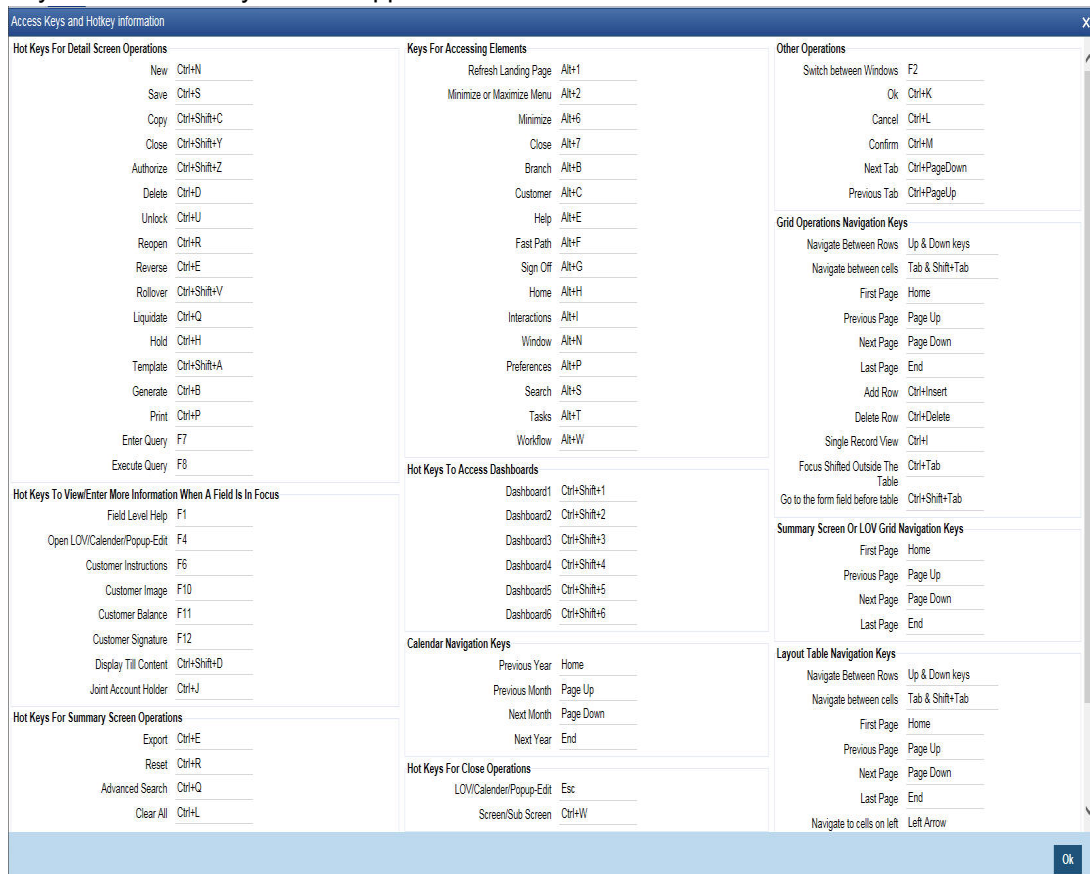 Access Keys and Hotkey information X
Hot Keys For Detail Screen Operations
New Ctrl+N
Save Ctrl+S
Copy Ctrl+Shift+C
Close Ctrl+Shift+Y
Authorize Ctrl+Shift+Z
Delete Ctrl+D
Unlock Ctrl+U
Reopen Ctrl+R
Reverse Ctrl+E
Rollover Ctrl+Shift+V
Liquidate Ctrl+Q
Hold Ctrl+H
Template Ctrl+Shift+A
Generate Ctrl+B
Print Ctrl+P
Enter Query F7
Execute Query F8
Hot Keys To View/Enter More Information When A Field Is In Focus
Field Level Help F1
Open LOV/Calender/Popup-Edit F4
Customer Instructions F6
Customer Image F10
Customer Balance F11
Customer Signature F12
Display Till Content Ctrl+Shift+D
Joint Account Holder Ctrl+J
Hot Keys For Summary Screen Operations
Export Ctrl+E
Reset Ctrl+R
Advanced Search Ctrl+Q
Clear All Ctrl+L
Keys For Accessing Elements
Refresh Landing Page Alt+1
Minimize or Maximize Menu Alt+2
Minimize Alt+6
Close Alt+7
Branch Alt+B
Customer Alt+C
Help Alt+E
Fast Path Alt+F
Sign Off Alt+G
Home Alt+H
Interactions Alt+I
Window Alt+N
Preferences Alt+P
Search Alt+S
Tasks Alt+T
Workflow Alt+W
Hot Keys To Access Dashboards
Dashboard1 Ctrl+Shift+1
Dashboard2 Ctrl+Shift+2
Dashboard3 Ctrl+Shift+3
Dashboard4 Ctrl+Shift+4
Dashboard5 Ctrl+Shift+5
Dashboard6 Ctrl+Shift+6
Calendar Navigation Keys
Previous Year Home
Previous Month Page Up
Next Month Page Down
Next Year End
Hot Keys For Close Operations
LOV/Calender/Popup-Edit Esc
Screen/Sub Screen Ctrl+W
Other Operations
Switch between Windows F2
Ok Ctrl+K
Cancel Ctrl+L
Confirm Ctrl+M
Next Tab Ctrl+PageDown
Previous Tab Ctrl+PageUp
Grid Operations Navigation Keys
Navigate Between Rows Up & Down keys
Navigate between cells Tab & Shift+Tab
First Page Home
Previous Page Page Up
Next Page Page Down
Last Page End
Add Row Ctrl+Insert
Delete Row Ctrl+Delete
Single Record View Ctrl+I
Focus Shifted Outside The Ctrl+Tab
Table
Go to the form field before table Ctrl+Shift+Tab
Summary Screen Or LOV Grid Navigation Keys
First Page Home
Previous Page Page Up
Next Page Page Down
Last Page End
Layout Table Navigation Keys
Navigate Between Rows Up & Down keys
Navigate between cells Tab & Shift+Tab
First Page Home
Previous Page Page Up
Next Page Page Down
Last Page End
Navigate to cells on left Left Arrow
Ok